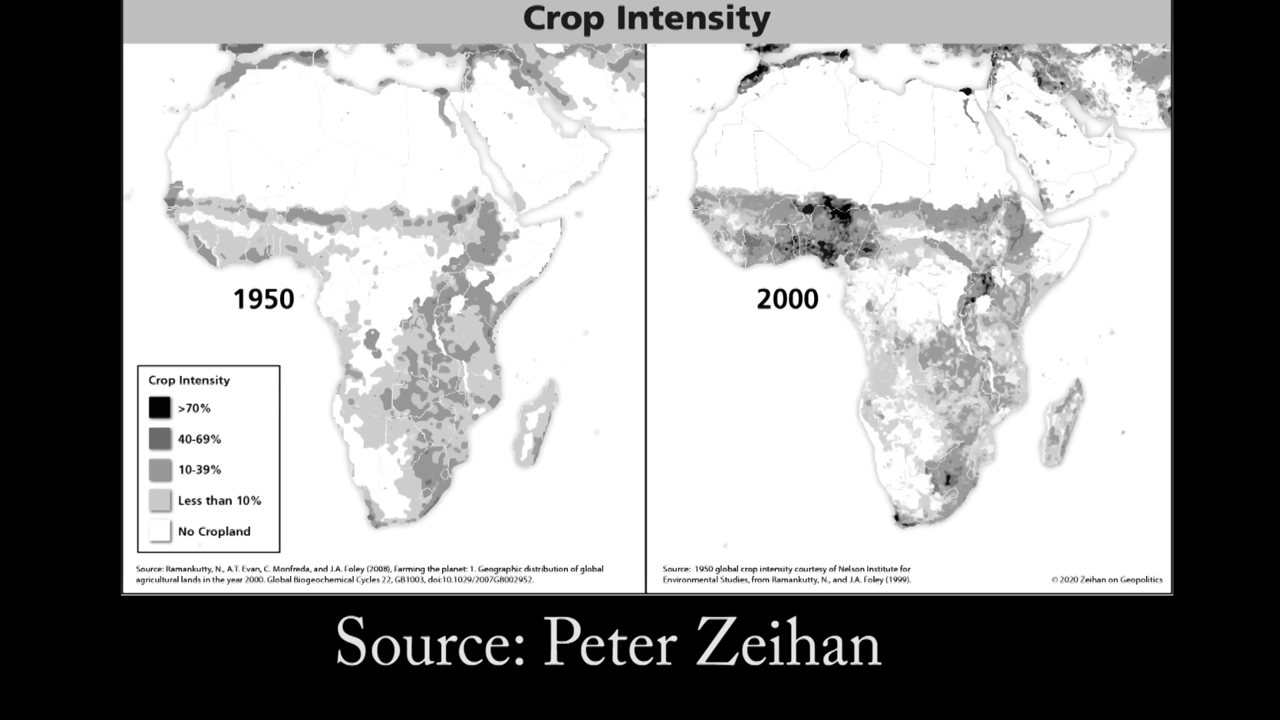 Crop Intensity
1950
2000
Crop Intensity
>70%
40-69%
10-39%
Less than 10%
No Cropland
Source: Ramankutty, N., A.T. Evan, C. Monfreda, and J.A. Foley (2008), Farming the planet: 1. Geographic distribution of global
agricultural lands in the year 2000. Global Biogeochemical Cycles 22, GB1003, doi:10.1029/2007GB002952.
Source: 1950 global crop intensity courtesy of Nelson Institute for
Environmental Studies, from Ramankutty, N., and J.A. Foley (1999).
© 2020 Zeihan on Geopolitics
Source: Peter Zeihan